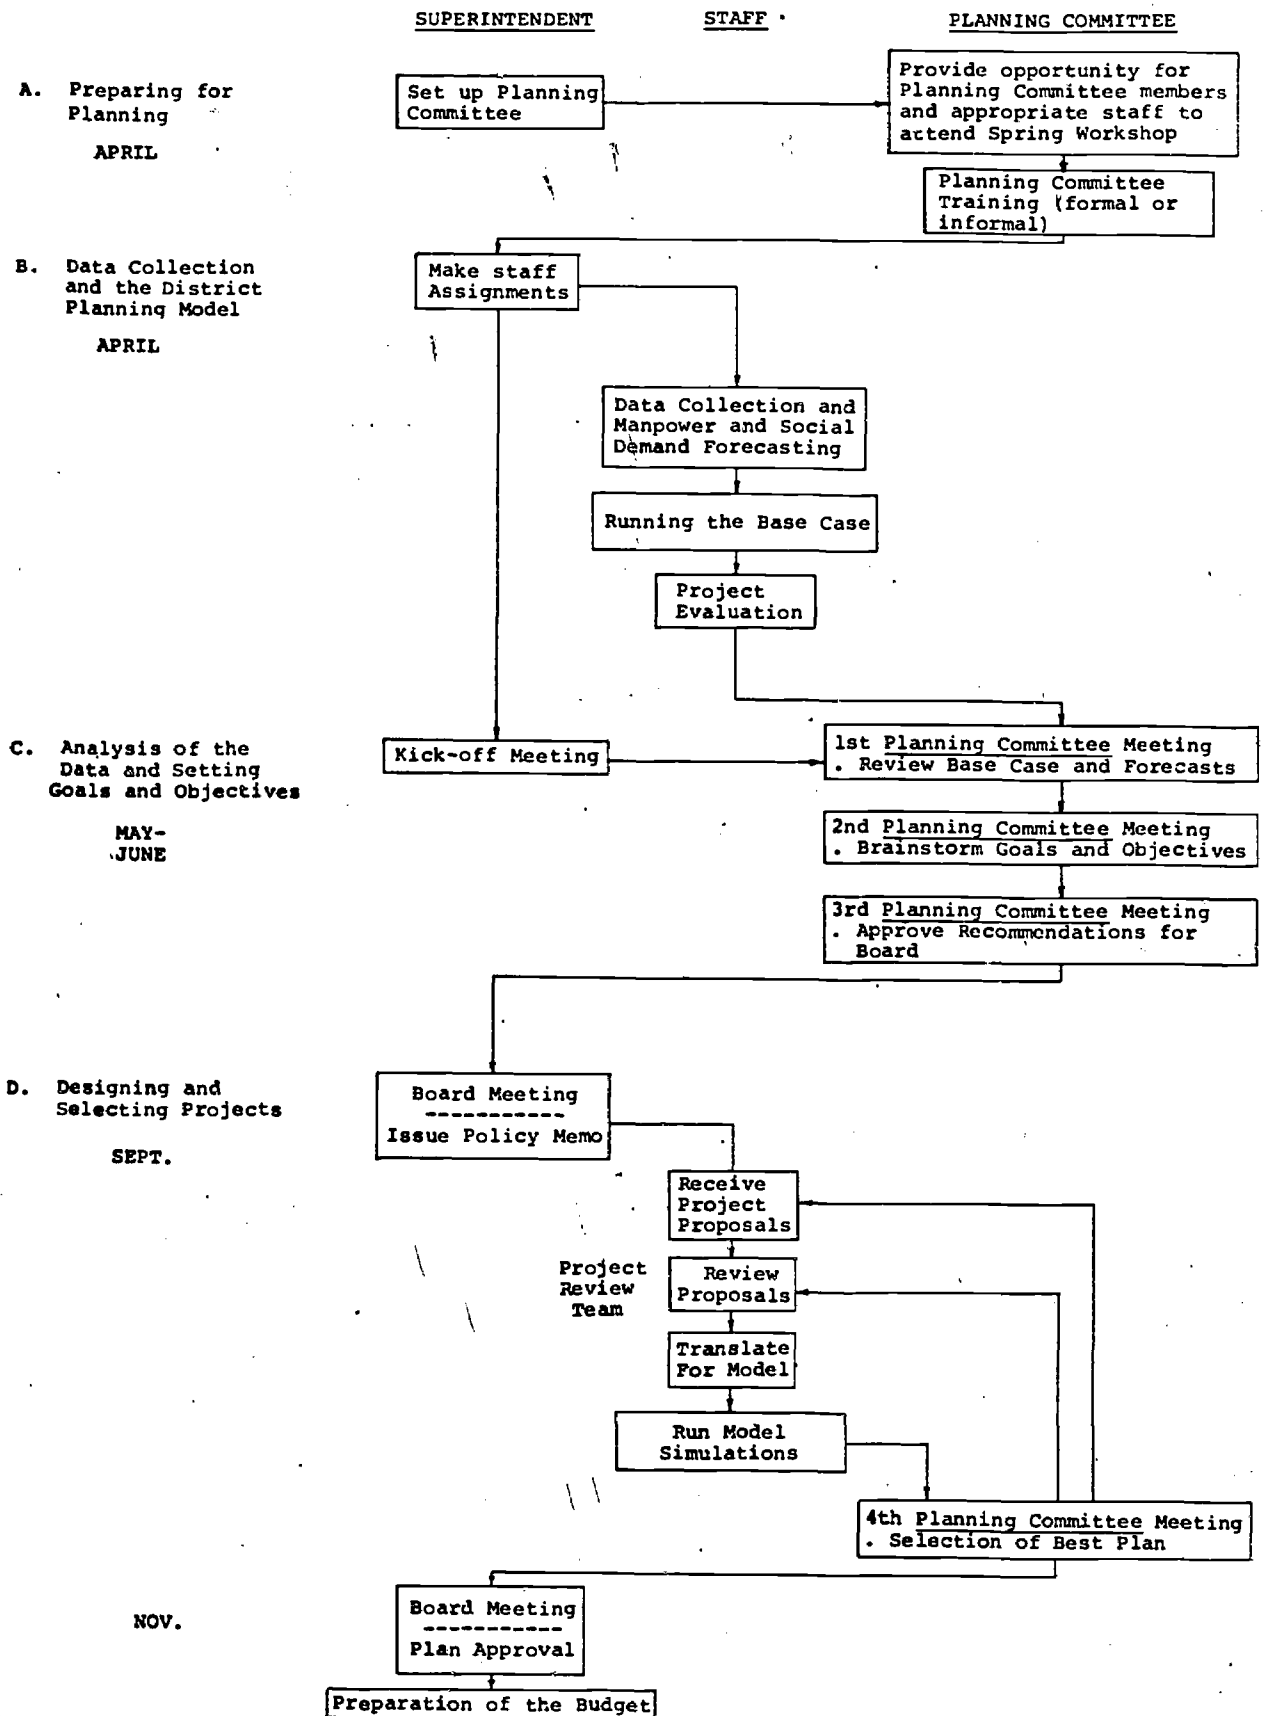 SUPERINTENDENT STAFF PLANNING COMMITTEE
A. Preparing for
Planning
APRIL
Set up Planning
Committee
Provide opportunity for
Planning Committee members
and appropriate staff to
attend Spring Workshop
Planning Committee
Training (formal or
informal)
B. Data Collection
and the District
Planning Model
APRIL
Make staff
Assignments
Data Collection and
Manpower and Social
Demand Forecasting
Running the Base Case
Project
Evaluation
C. Analysis of the
Data and Setting
Goals and Objectives
MAY-
JUNE
Kick-off Meeting
1st Planning Committee Meeting
. Review Base Case and Forecasts
2nd Planning Committee Meeting
. Brainstorm Goals and Objectives
3rd Planning Committee Meeting
. Approve Recommendations for
Board
D. Designing and
Selecting Projects
SEPT.
Board Meeting
-----------
Issue Policy Memo
Receive
Project
Proposals
Project
Review
Team
Review
Proposals
Translate
For Model
Run Model
Simulations
4th Planning Committee Meeting
. Selection of Best Plan
NOV.
Board Meeting
-----------
Plan Approval
Preparation of the Budget